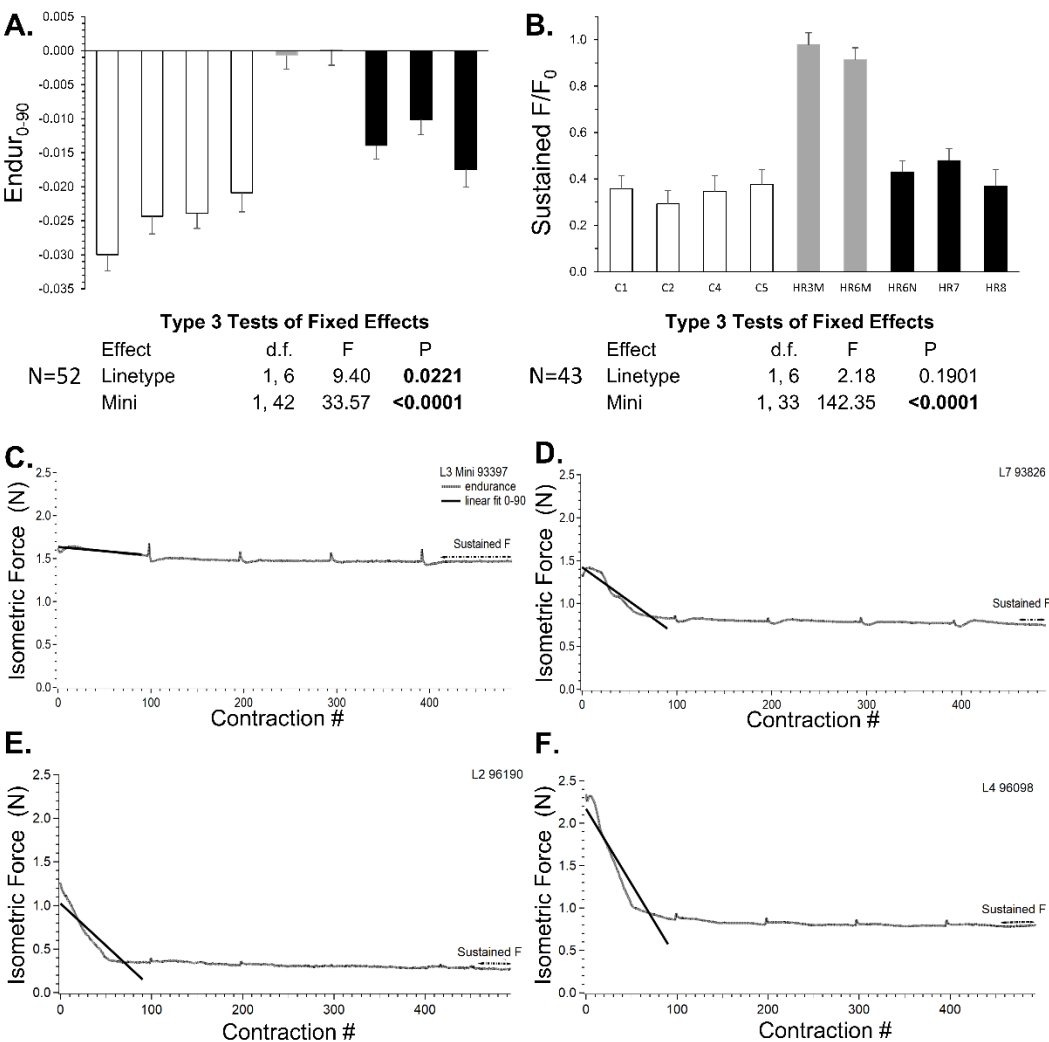 A.
0.005
0.000
-0.005
-0.010
-0.015
-0.020
-0.025
-0.030
-0.035
Endur0-90
Type 3 Tests of Fixed Effects
Effect d.f. F P
N=52 Linetype 1, 6 9.40 0.0221
Mini 1, 42 33.57 <0.0001
B.
1.0
0.8
0.6
0.4
0.2
0.0
Sustained F/F0
C1 C2 C4 C5 HR3M HR6M HR6N HR7 HR8
Type 3 Tests of Fixed Effects
Effect d.f. F P
N=43 Linetype 1, 6 2.18 0.1901
Mini 1, 33 142.35 <0.0001
C.
2.5
2.0
1.5
1.0
0.5
0.0
Isometric Force (N)
L3 Mini 93397
endurance
linear fit 0-90
Sustained F
0 100 200 300 400
Contraction #
D.
2.5
2.0
1.5
1.0
0.5
0.0
Isometric Force (N)
L7 93826
Sustained F
0 100 200 300 400
Contraction #
E.
2.5
2.0
1.5
1.0
0.5
0.0
Isometric Force (N)
L2 96190
Sustained F
0 100 200 300 400
Contraction #
F.
2.5
2.0
1.5
1.0
0.5
0.0
Isometric Force (N)
L4 96098
Sustained F
0 100 200 300 400
Contraction #